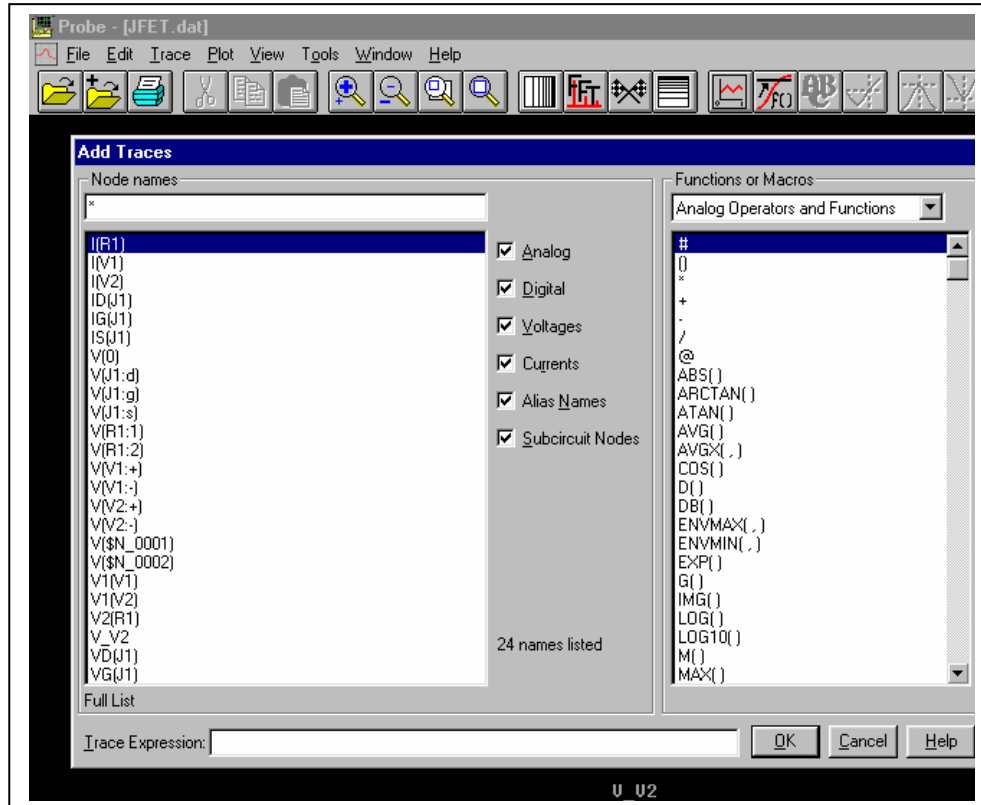 Probe - [JFET.dat]
File Edit Trace Plot View Tools Window Help
FFT
f()
Add Traces
Node names
*
I(R1)
I(V1)
I(V2)
ID(J1)
IG(J1)
IS(J1)
V(0)
V(J1:d)
V(J1:g)
V(J1:s)
V(R1:1)
V(R1:2)
V(V1:+)
V(V1:-)
V(V2:+)
V(V2:-)
V($N_0001)
V($N_0002)
V1(V1)
V1(V2)
V2(R1)
V_V2
VD(J1)
VG(J1)
Full List
Analog
Digital
Voltages
Currents
Alias Names
Subcircuit Nodes
24 names listed
Functions or Macros
Analog Operators and Functions
#
()
*
+
-
/
@
ABS( )
ARCTAN( )
ATAN( )
AVG( )
AVGX( , )
COS( )
D( )
DB( )
ENVMAX( , )
ENVMIN( , )
EXP( )
G( )
IMG( )
LOG( )
LOG10( )
M( )
MAX( )
Trace Expression:
OK Cancel Help
V_V2